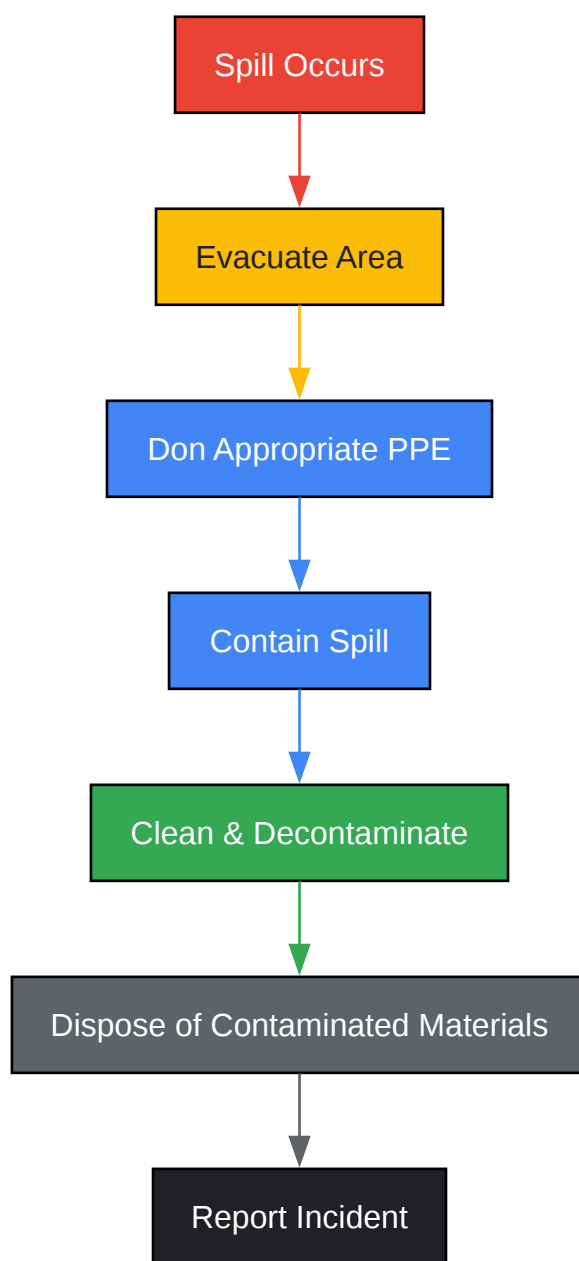 Spill Occurs
Evacuate Area
Don Appropriate PPE
Contain Spill
Clean & Decontaminate
Dispose of Contaminated Materials
Report Incident